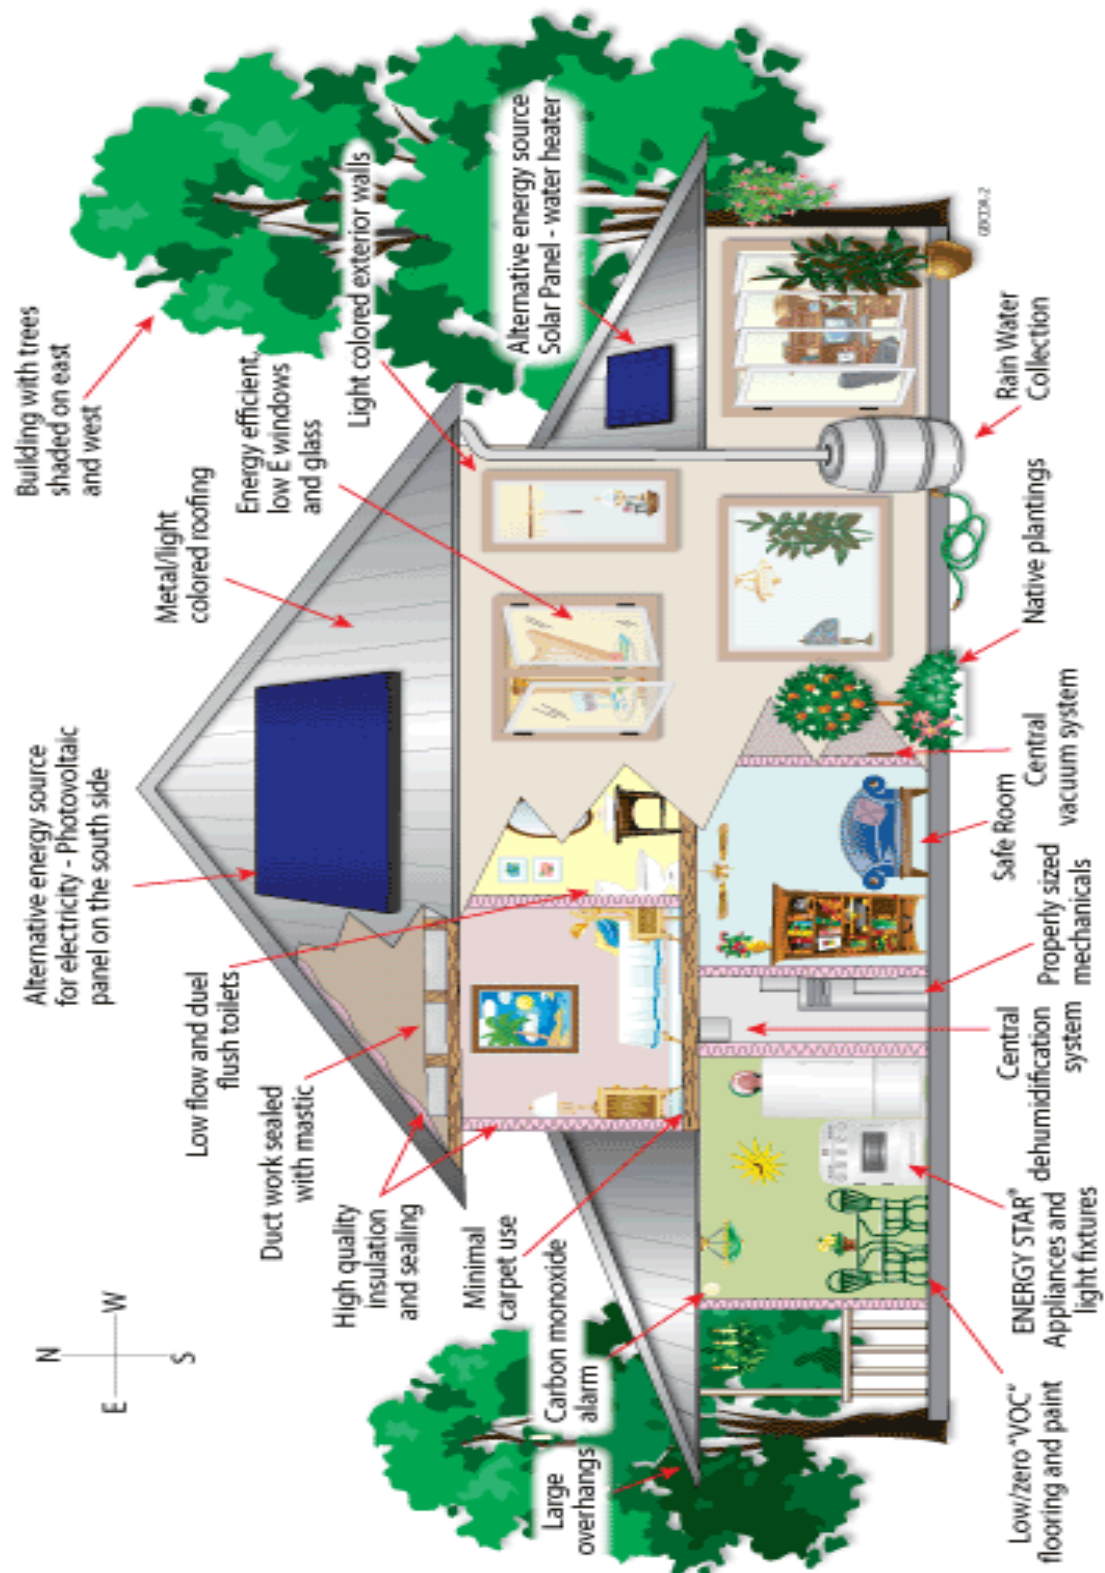 N
E
W
S
Alternative energy source
for electricity - Photovoltaic
panel on the south side
Building with trees
shaded on east
and west
Metal/light
colored roofing
Low flow and duel
flush toilets
Energy efficient,
low E windows
and glass
Duct work sealed
with mastic
Light colored exterior walls
High quality
insulation
and sealing
Minimal
carpet use
Alternative energy source
Solar Panel - water heater
Large
overhangs
Carbon monoxide
alarm
Low/zero "VOC"
flooring and paint
ENERGY STAR®
Appliances and
light fixtures
Central
dehumidification
system
Properly sized
mechanicals
Safe Room
Central
vacuum system
Native plantings
Rain Water
Collection